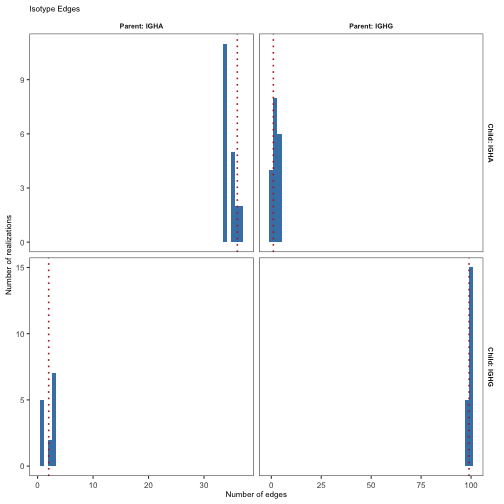 Isotype Edges
Parent: IGHA
Parent: IGHG
Number of realizations
9
6
3
0
Child: IGHA
15
10
5
0
Child: IGHG
0
10
20
30
0
25
50
75
100
Number of edges